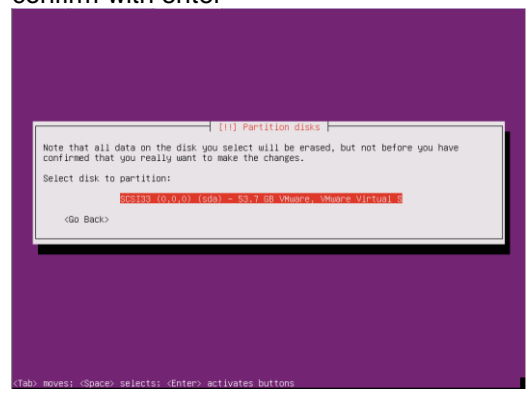 confirm with enter
[!!] Partition disks
Note that all data on the disk you select will be erased, but not before you have
confirmed that you really want to make the changes.
Select disk to partition:
SCSI33 (0,0,0) (sda) - 53.7 GB VMware, VMware Virtual S
<Go Back>
<Tab> moves; <Space> selects; <Enter> activates buttons